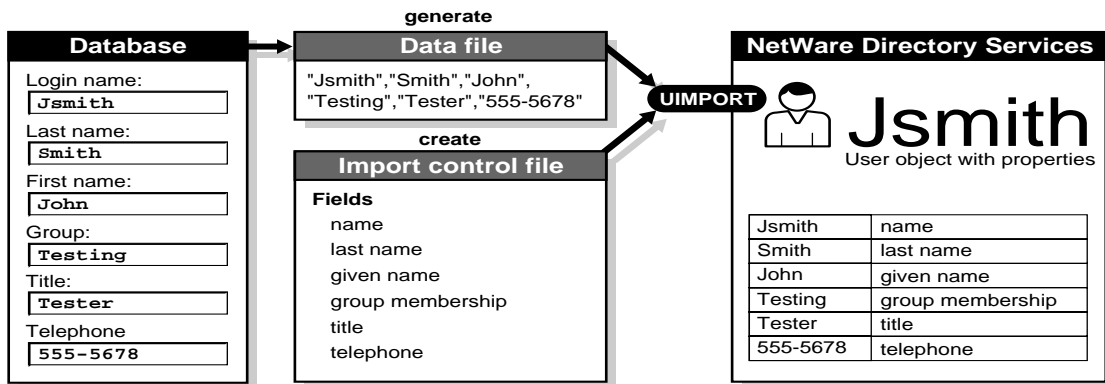 Database
Login name:
Jsmith
Last name:
Smith
First name:
John
Group:
Testing
Title:
Tester
Telephone
555-5678
generate
Data file
"Jsmith","Smith","John",
"Testing","Tester","555-5678"
create
Import control file
Fields
name
last name
given name
group membership
title
telephone
UIMPORT
NetWare Directory Services
Jsmith
User object with properties
Jsmith name
Smith last name
John given name
Testing group membership
Tester title
555-5678 telephone